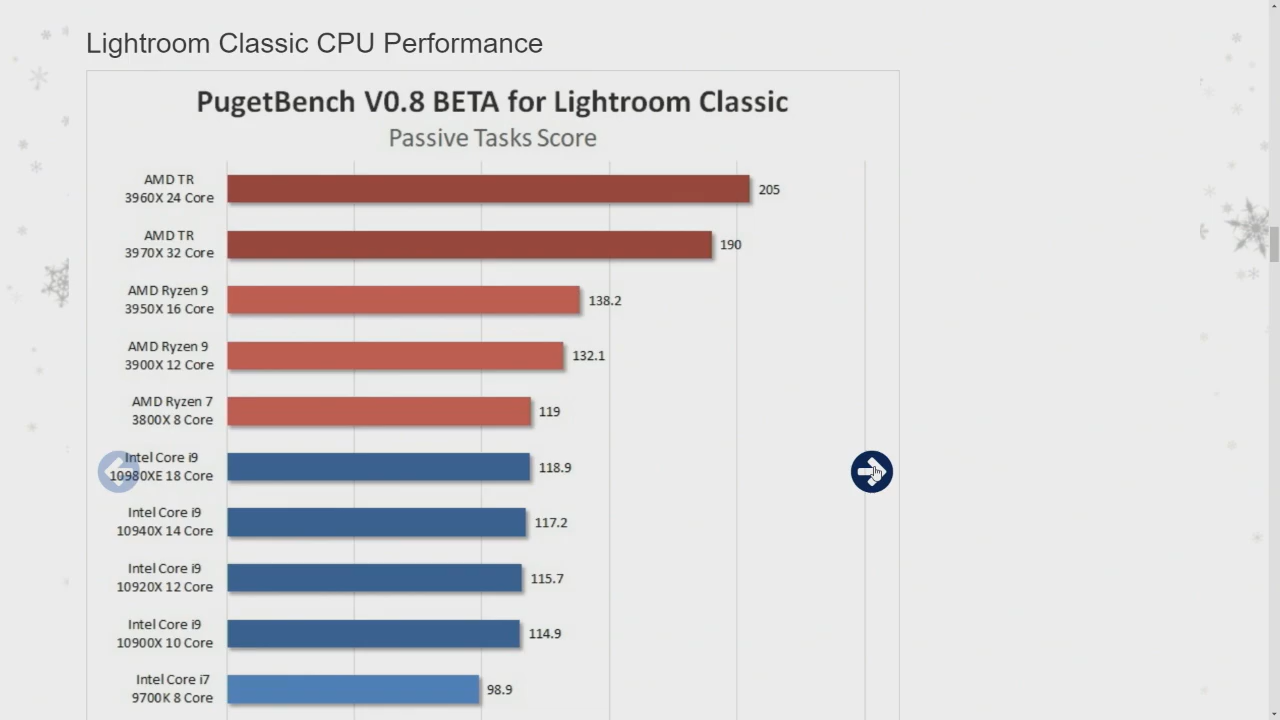 Lightroom Classic CPU Performance
PugetBench V0.8 BETA for Lightroom Classic
Passive Tasks Score
AMD TR
3960X 24 Core
205
AMD TR
3970X 32 Core
190
AMD Ryzen 9
3950X 16 Core
138.2
AMD Ryzen 9
3900X 12 Core
132.1
AMD Ryzen 7
3800X 8 Core
119
Intel Core i9
10980XE 18 Core
118.9
Intel Core i9
10940X 14 Core
117.2
Intel Core i9
10920X 12 Core
115.7
Intel Core i9
10900X 10 Core
114.9
Intel Core i7
9700K 8 Core
98.9